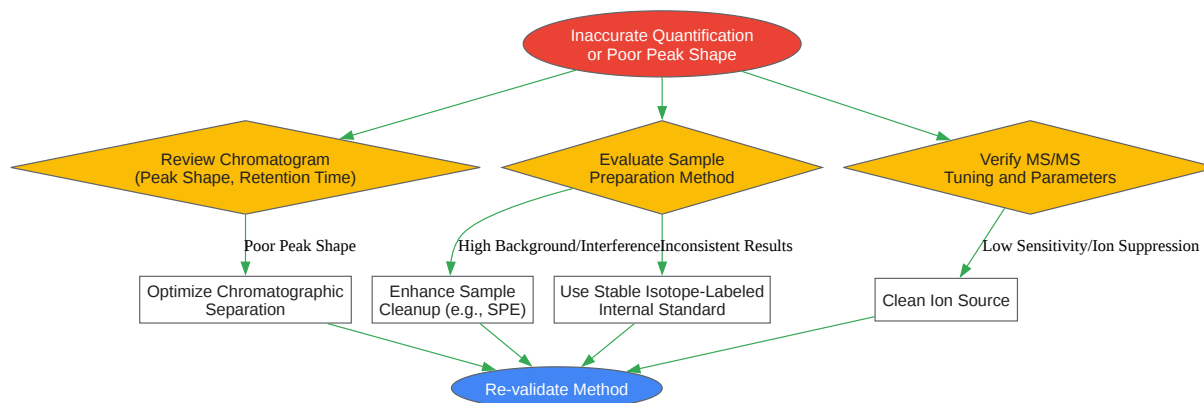 Inaccurate Quantification
or Poor Peak Shape
Review Chromatogram
(Peak Shape, Retention Time)
Evaluate Sample
Preparation Method
Verify MS/MS
Tuning and Parameters
Poor Peak Shape
High Background/Interference
Inconsistent Results
Low Sensitivity/Ion Suppression
Optimize Chromatographic
Separation
Enhance Sample
Cleanup (e.g., SPE)
Use Stable Isotope-Labeled
Internal Standard
Clean Ion Source
Re-validate Method